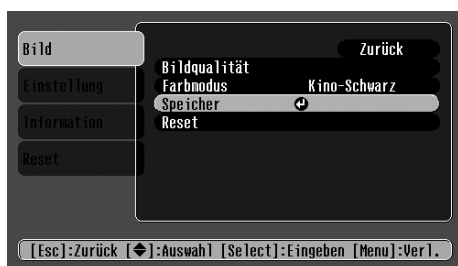 Bild
Einstellung
Information
Reset
Zurück
Bildqualität
Farbmodus Kino-Schwarz
Speicher
Reset
[Esc]:Zurück [ ]:Auswahl [Select]:Eingeben [Menu]:Verl.